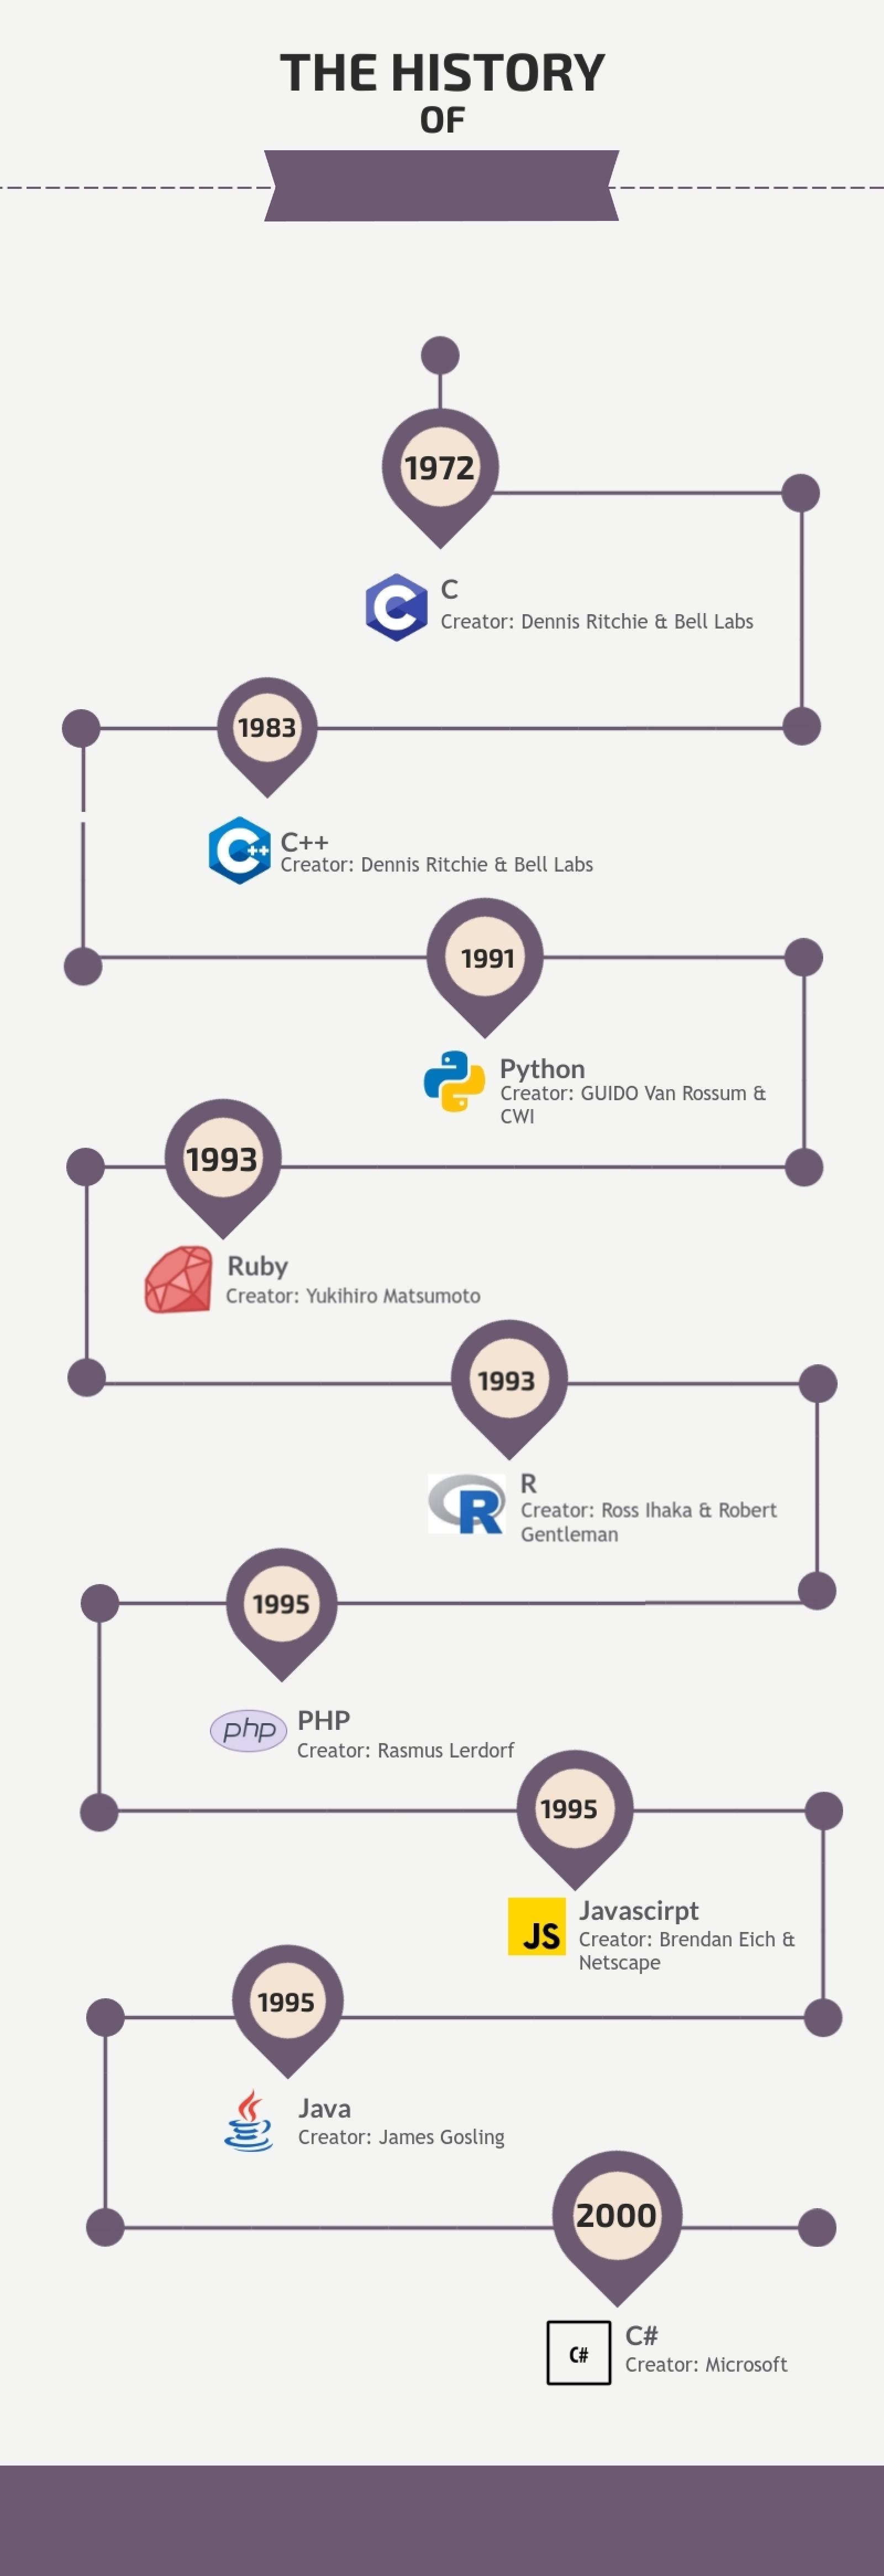 THE HISTORY
OF
1972
C
C
Creator: Dennis Ritchie & Bell Labs
1983
C++
C++
Creator: Dennis Ritchie & Bell Labs
1991
Python
Creator: GUIDO Van Rossum &
CWI
1993
Ruby
Creator: Yukihiro Matsumoto
1993
R
R
Creator: Ross Ihaka & Robert
Gentleman
1995
php
PHP
Creator: Rasmus Lerdorf
1995
JS
Javascirpt
Creator: Brendan Eich &
Netscape
1995
Java
Creator: James Gosling
2000
C#
C#
Creator: Microsoft